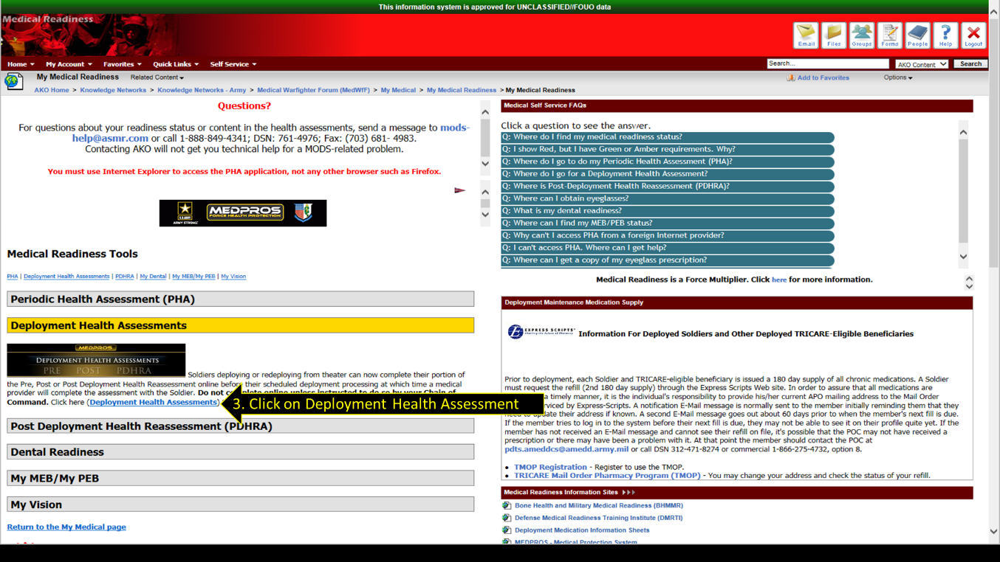 This information system is approved for UNCLASSIFIED//FOUO data
Medical Readiness
Email Files Groups Forms People Help Logout
Home My Account Favorites Quick Links Self Service
Search... AKO Content Search
My Medical Readiness Related Content
Add to Favorites Options
AKO Home > Knowledge Networks > Knowledge Networks - Army > Medical Warfighter Forum (MedWfF) > My Medical > My Medical Readiness > My Medical Readiness
Questions?
For questions about your readiness status or content in the health assessments, send a message to mods-
help@asmr.com or call 1-888-849-4341; DSN: 761-4976; Fax: (703) 681- 4983.
Contacting AKO will not get you technical help for a MODS-related problem.
You must use Internet Explorer to access the PHA application, not any other browser such as Firefox.
U.S. ARMY
ARMY STRONG
MEDPROS
FORCE HEALTH PROTECTION
Medical Readiness Tools
PHA | Deployment Health Assessments | PDHRA | My Dental | My MEB/My PEB | My Vision
Periodic Health Assessment (PHA)
Deployment Health Assessments
MEDPROS
DEPLOYMENT HEALTH ASSESSMENTS
PRE POST PDHRA
Soldiers deploying or redeploying from theater can now complete their portion of
the Pre, Post or Post Deployment Health Reassessment online before their scheduled deployment processing at which time a medical
provider will complete the assessment with the Soldier. Do not complete online unless instructed to do so by your Chain of
Command. Click here (Deployment Health Assessments)
3. Click on Deployment Health Assessment
Post Deployment Health Reassessment (PDHRA)
Dental Readiness
My MEB/My PEB
My Vision
Return to the My Medical page
Medical Self Service FAQs
Click a question to see the answer.
Q: Where do I find my medical readiness status?
Q: I show Red, but I have Green or Amber requirements. Why?
Q: Where do I go to do my Periodic Health Assessment (PHA)?
Q: Where do I go for a Deployment Health Assessment?
Q: Where is Post-Deployment Health Reassessment (PDHRA)?
Q: Where can I obtain eyeglasses?
Q: What is my dental readiness?
Q: Where can I find my MEB/PEB status?
Q: Why can't I access PHA from a foreign Internet provider?
Q: I can't access PHA. Where can I get help?
Q: Where can I get a copy of my eyeglass prescription?
Medical Readiness is a Force Multiplier. Click here for more information.
Deployment Maintenance Medication Supply
EXPRESS SCRIPTS
Information For Deployed Soldiers and Other Deployed TRICARE-Eligible Beneficiaries
Prior to deployment, each Soldier and TRICARE-eligible beneficiary is issued a 180 day supply of all chronic medications. A Soldier
must request the refill (2nd 180 day supply) through the Express Scripts Web site. In order to assure that all medications are
a timely manner, it is the individual's responsibility to provide his/her current APO mailing address to the Mail Order
rviced by Express-Scripts. A notification E-Mail message is normally sent to the member initially reminding them that they
need to update their address if known. A second E-Mail message goes out about 60 days prior to when the member's next fill is due.
If the member tries to log in to the system before their next fill is due, they may not be able to see it on their profile quite yet. If the
member has not received an E-Mail message and cannot see their refill on file, it's possible that the POC may not have received a
prescription or there may have been a problem with it. At that point the member should contact the POC at
pdts.ameddcs@amedd.army.mil or call DSN 312-471-8274 or commercial 1-866-275-4732, option 8.
• TMOP Registration - Register to use the TMOP.
• TRICARE Mail Order Pharmacy Program (TMOP) - You may change your address and check the status of your refill.
Medical Readiness Information Sites
Bone Health and Military Medical Readiness (BHMMR)
Defense Medical Readiness Training Institute (DMRTI)
Deployment Medication Information Sheets
MEDPROS - Medical Protection System